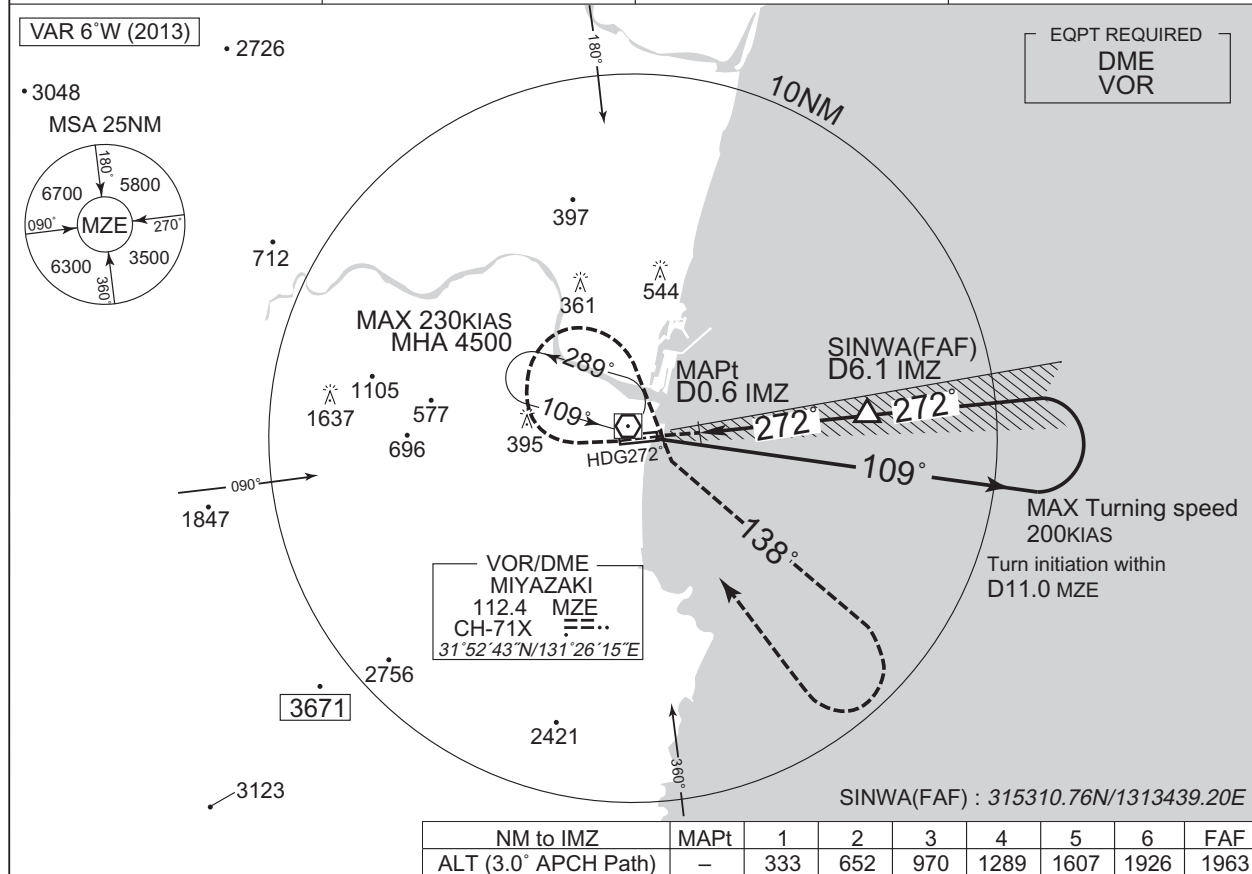 VAR 6˚W (2013)
2726
3048
MSA 25NM
180˚
6700
5800
090˚
MZE
270˚
6300
3500
360˚
180˚
10NM
EQPT REQUIRED
DME
VOR
397
712
361
544
MAX 230KIAS
MHA 4500
289˚
MAPt
D0.6 IMZ
SINWA(FAF)
D6.1 IMZ
1105
1637
577
696
109˚
395
272˚
272˚
HDG272˚
109˚
090˚
1847
MAX Turning speed
200KIAS
Turn initiation within
D11.0 MZE
138˚
VOR/DME
MIYAZAKI
112.4 MZE
CH-71X
31˚52´43˝N/131˚26´15˝E
2756
3671
2421
3123
360˚
SINWA(FAF) : 315310.76N/1313439.20E
NM to IMZ MAPt 1 2 3 4 5 6 FAF
ALT (3.0˚ APCH Path) – 333 652 970 1289 1607 1926 1963